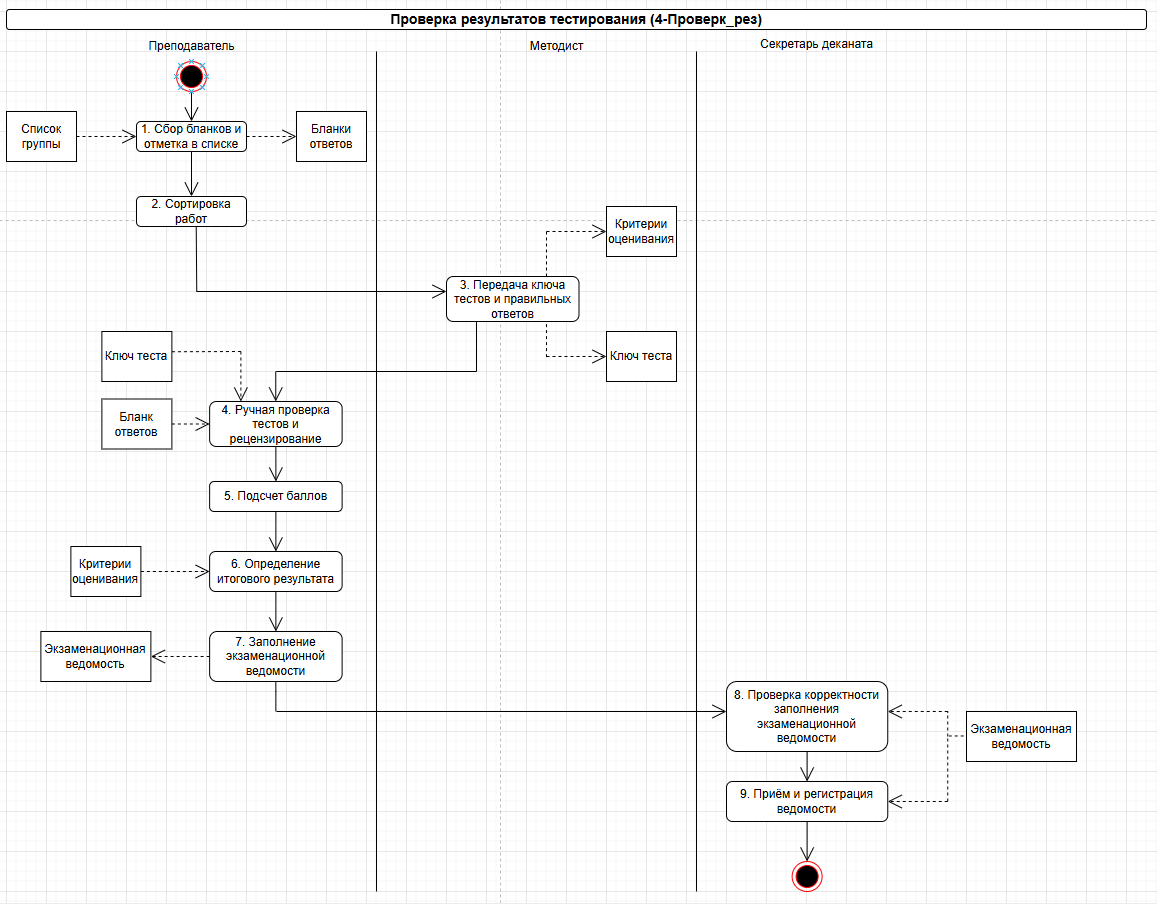 Проверка результатов тестирования (4-Проверк_рез)
Преподаватель
Методист
Секретарь деканата
Список
группы
1. Сбор бланков и
отметка в списке
Бланки
ответов
2. Сортировка
работ
Критерии
оценивания
3. Передача ключа
тестов и правильных
ответов
Ключ теста
Ключ теста
Бланк
ответов
4. Ручная проверка
тестов и
рецензирование
5. Подсчет баллов
Критерии
оценивания
6. Определение
итогового результата
Экзаменационная
ведомость
7. Заполнение
экзаменационной
ведомости
8. Проверка корректности
заполнения
экзаменационной
ведомости
Экзаменационная
ведомость
9. Приём и регистрация
ведомости